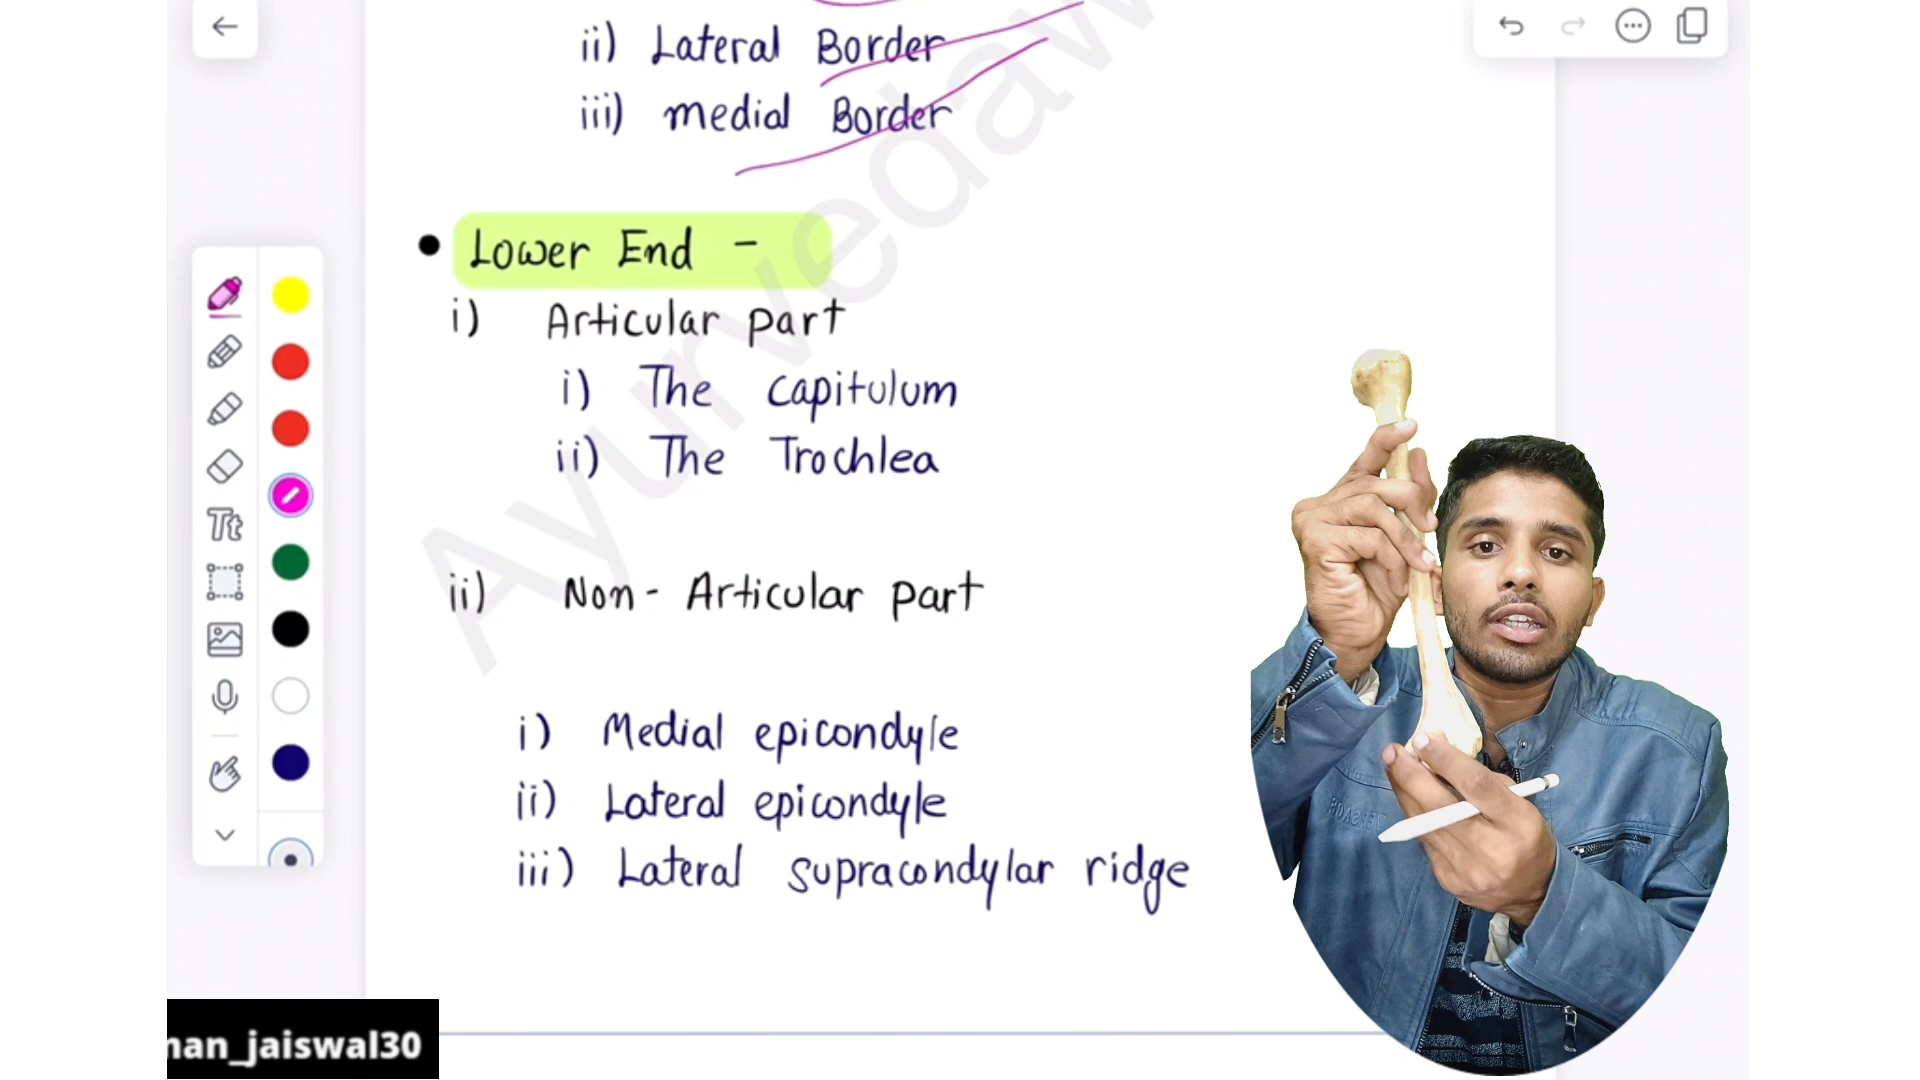 ii) Lateral Border
iii) medial Border
• Lower End -
i) Articular part
i) The capitulum
ii) The Trochlea
ii) Non-Articular part
i) Medial epicondyle
ii) Lateral epicondyle
iii) Lateral supracondylar ridge
Tt
nan_jaiswal30